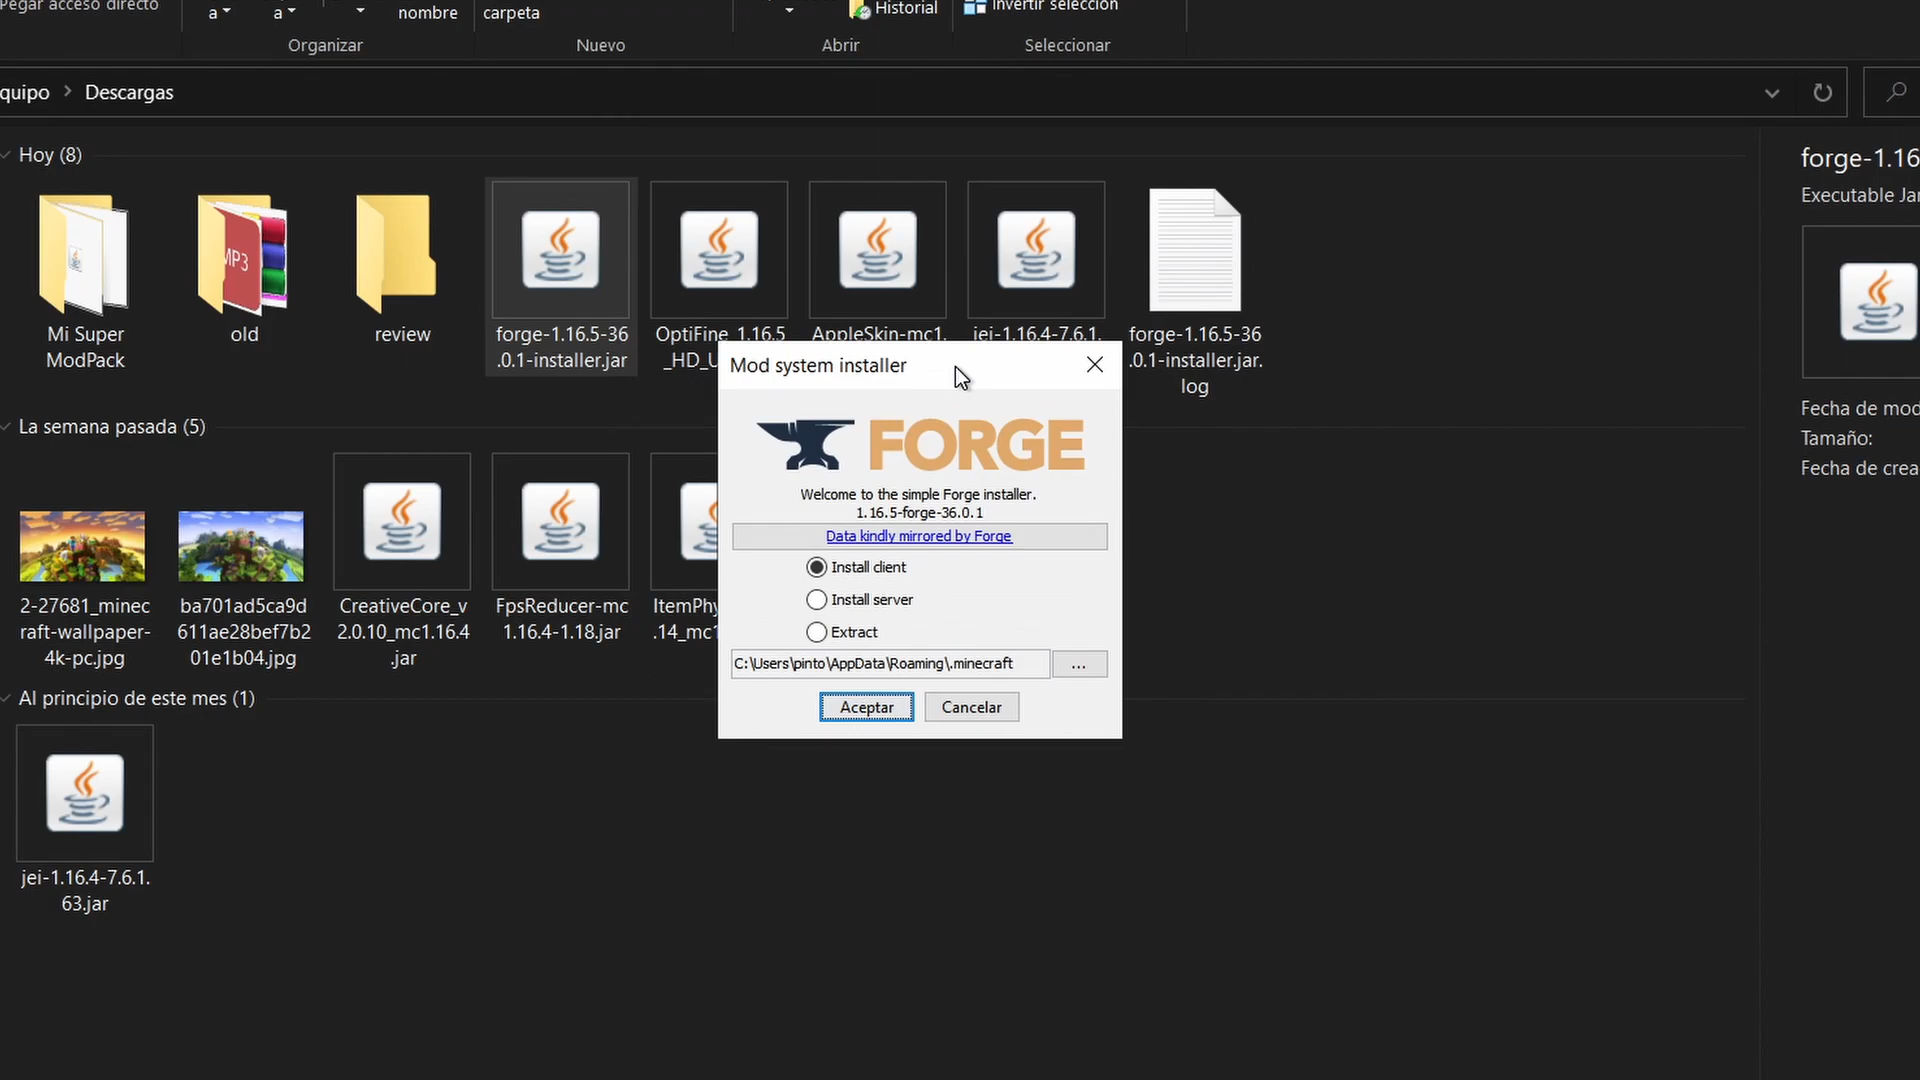 Pegar acceso directo
a
a
nombre
carpeta
Historial
Invertir selección
Organizar
Nuevo
Abrir
Seleccionar
quipo > Descargas
Hoy (8)
Mi Super
ModPack
MP3
old
review
forge-1.16.5-36
.0.1-installer.jar
OptiFine_1.16.5
_HD_U
AppleSkin-mc1.
jei-1.16.4-7.6.1.
forge-1.16.5-36
.0.1-installer.jar.
log
La semana pasada (5)
2-27681_minec
raft-wallpaper-
4k-pc.jpg
ba701ad5ca9d
611ae28bef7b2
01e1b04.jpg
CreativeCore_v
2.0.10_mc1.16.4
.jar
FpsReducer-mc
1.16.4-1.18.jar
ItemPhy
.14_mc1
Al principio de este mes (1)
jei-1.16.4-7.6.1.
63.jar
Mod system installer
FORGE
Welcome to the simple Forge installer.
1.16.5-forge-36.0.1
Data kindly mirrored by Forge
Install client
Install server
Extract
C:\Users\pinto\AppData\Roaming\.minecraft
...
Aceptar
Cancelar
forge-1.16
Executable Jar
Fecha de mod
Tamaño:
Fecha de crea